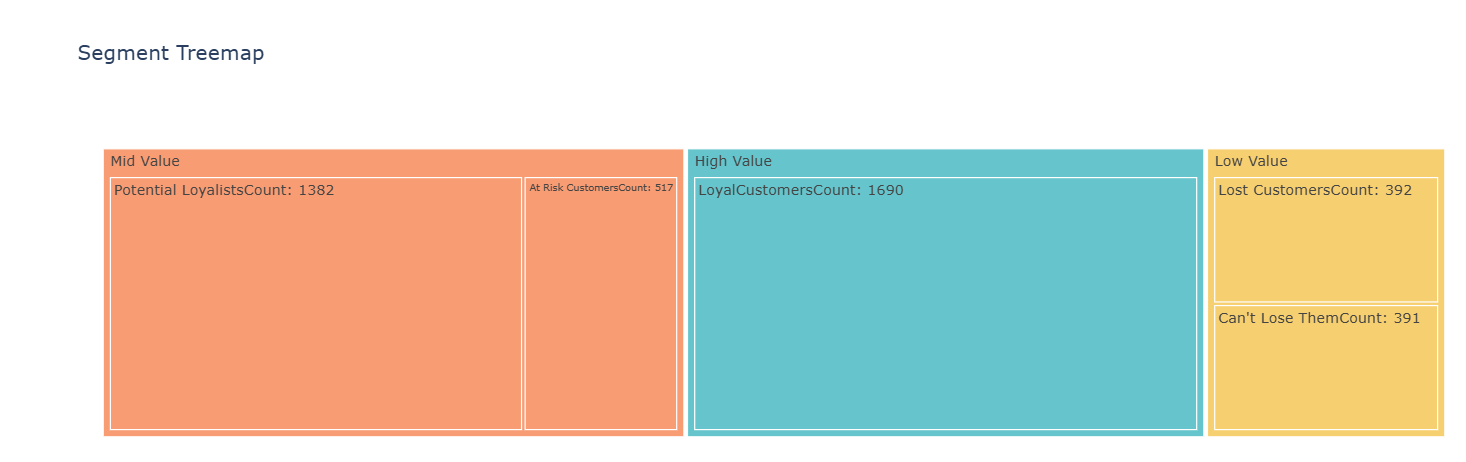 Segment Treemap
Mid Value
Potential LoyalistsCount: 1382
At Risk CustomersCount: 517
High Value
LoyalCustomersCount: 1690
Low Value
Lost CustomersCount: 392
Can't Lose ThemCount: 391